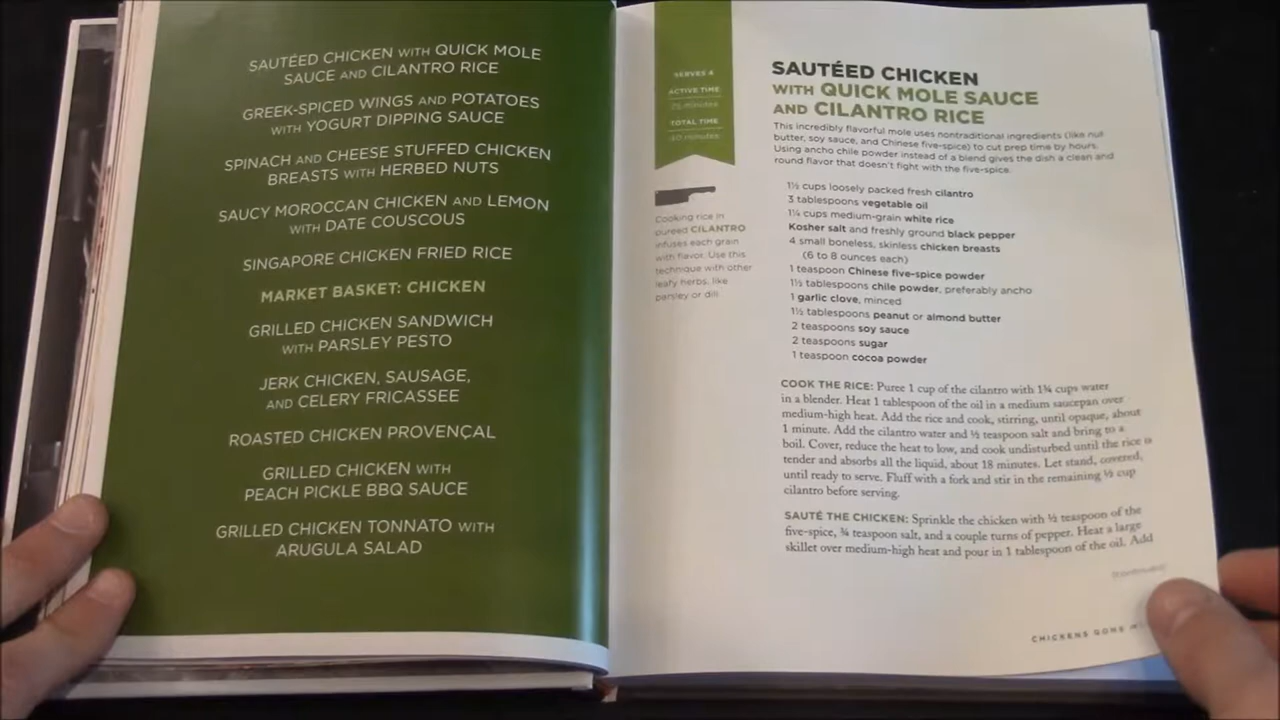 SAUTÉED CHICKEN WITH QUICK MOLE
SAUCE AND CILANTRO RICE
GREEK-SPICED WINGS AND POTATOES
WITH YOGURT DIPPING SAUCE
SPINACH AND CHEESE STUFFED CHICKEN
BREASTS WITH HERBED NUTS
SAUCY MOROCCAN CHICKEN AND LEMON
WITH DATE COUSCOUS
SINGAPORE CHICKEN FRIED RICE
MARKET BASKET: CHICKEN
GRILLED CHICKEN SANDWICH
WITH PARSLEY PESTO
JERK CHICKEN, SAUSAGE,
AND CELERY FRICASSEE
ROASTED CHICKEN PROVENÇAL
GRILLED CHICKEN WITH
PEACH PICKLE BBQ SAUCE
GRILLED CHICKEN TONNATO WITH
ARUGULA SALAD
SERVES 4
ACTIVE TIME
minutes
TOTAL TIME
minutes
Cooking rice in
pureed CILANTRO
infuses each grain
with flavor. Use this
technique with other
leafy herbs, like
parsley or dill.
SAUTÉED CHICKEN
WITH QUICK MOLE SAUCE
AND CILANTRO RICE
This incredibly flavorful mole uses nontraditional ingredients (like nut
butter, soy sauce, and Chinese five-spice) to cut prep time by hours.
Using ancho chile powder instead of a blend gives the dish a clean and
round flavor that doesn't fight with the five-spice.
1½ cups loosely packed fresh cilantro
3 tablespoons vegetable oil
cups medium-grain white rice
Kosher salt and freshly ground black pepper
4 small boneless, skinless chicken breasts
(6 to 8 ounces each)
1 teaspoon Chinese five-spice powder
1½ tablespoons chile powder, preferably ancho
1 garlic clove, minced
1½ tablespoons peanut or almond butter
2 teaspoons soy sauce
2 teaspoons sugar
1 teaspoon cocoa powder
COOK THE RICE: Puree 1 cup of the cilantro with 1¾ cups water
in a blender. Heat 1 tablespoon of the oil in a medium saucepan over
medium-high heat. Add the rice and cook, stirring, until opaque, about
1 minute. Add the cilantro water and ½ teaspoon salt and bring to a
boil. Cover, reduce the heat to low, and cook undisturbed until the rice is
tender and absorbs all the liquid, about 18 minutes. Let stand, covered,
until ready to serve. Fluff with a fork and stir in the remaining ½ cup
cilantro before serving.
SAUTÉ THE CHICKEN: Sprinkle the chicken with ½ teaspoon of the
five-spice, ¾ teaspoon salt, and a couple turns of pepper. Heat a large
skillet over medium-high heat and pour in 1 tablespoon of the oil. Add
CHICKENS GONE